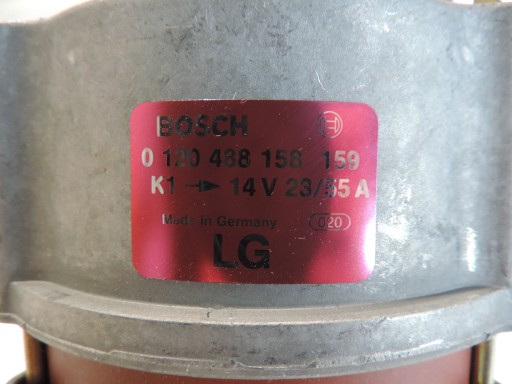 BOSCH
0 120 488 158 159
K1 → 14 V 23/55 A
Made in Germany 020
LG